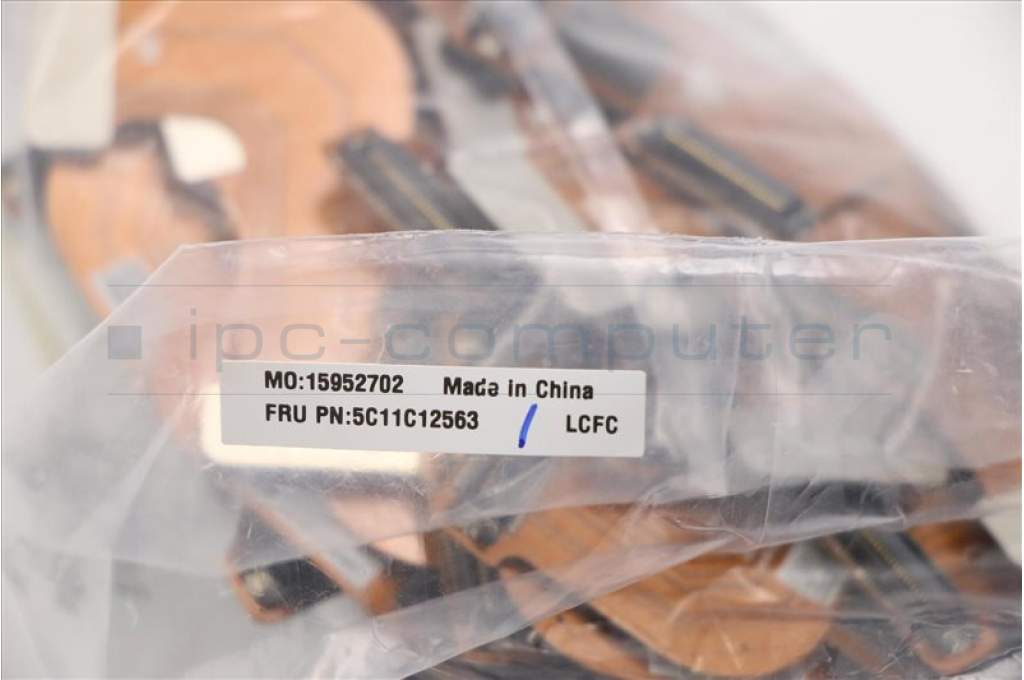 ipc-computer
MO:15952702 Made in China
FRU PN:5C11C12563 LCFC